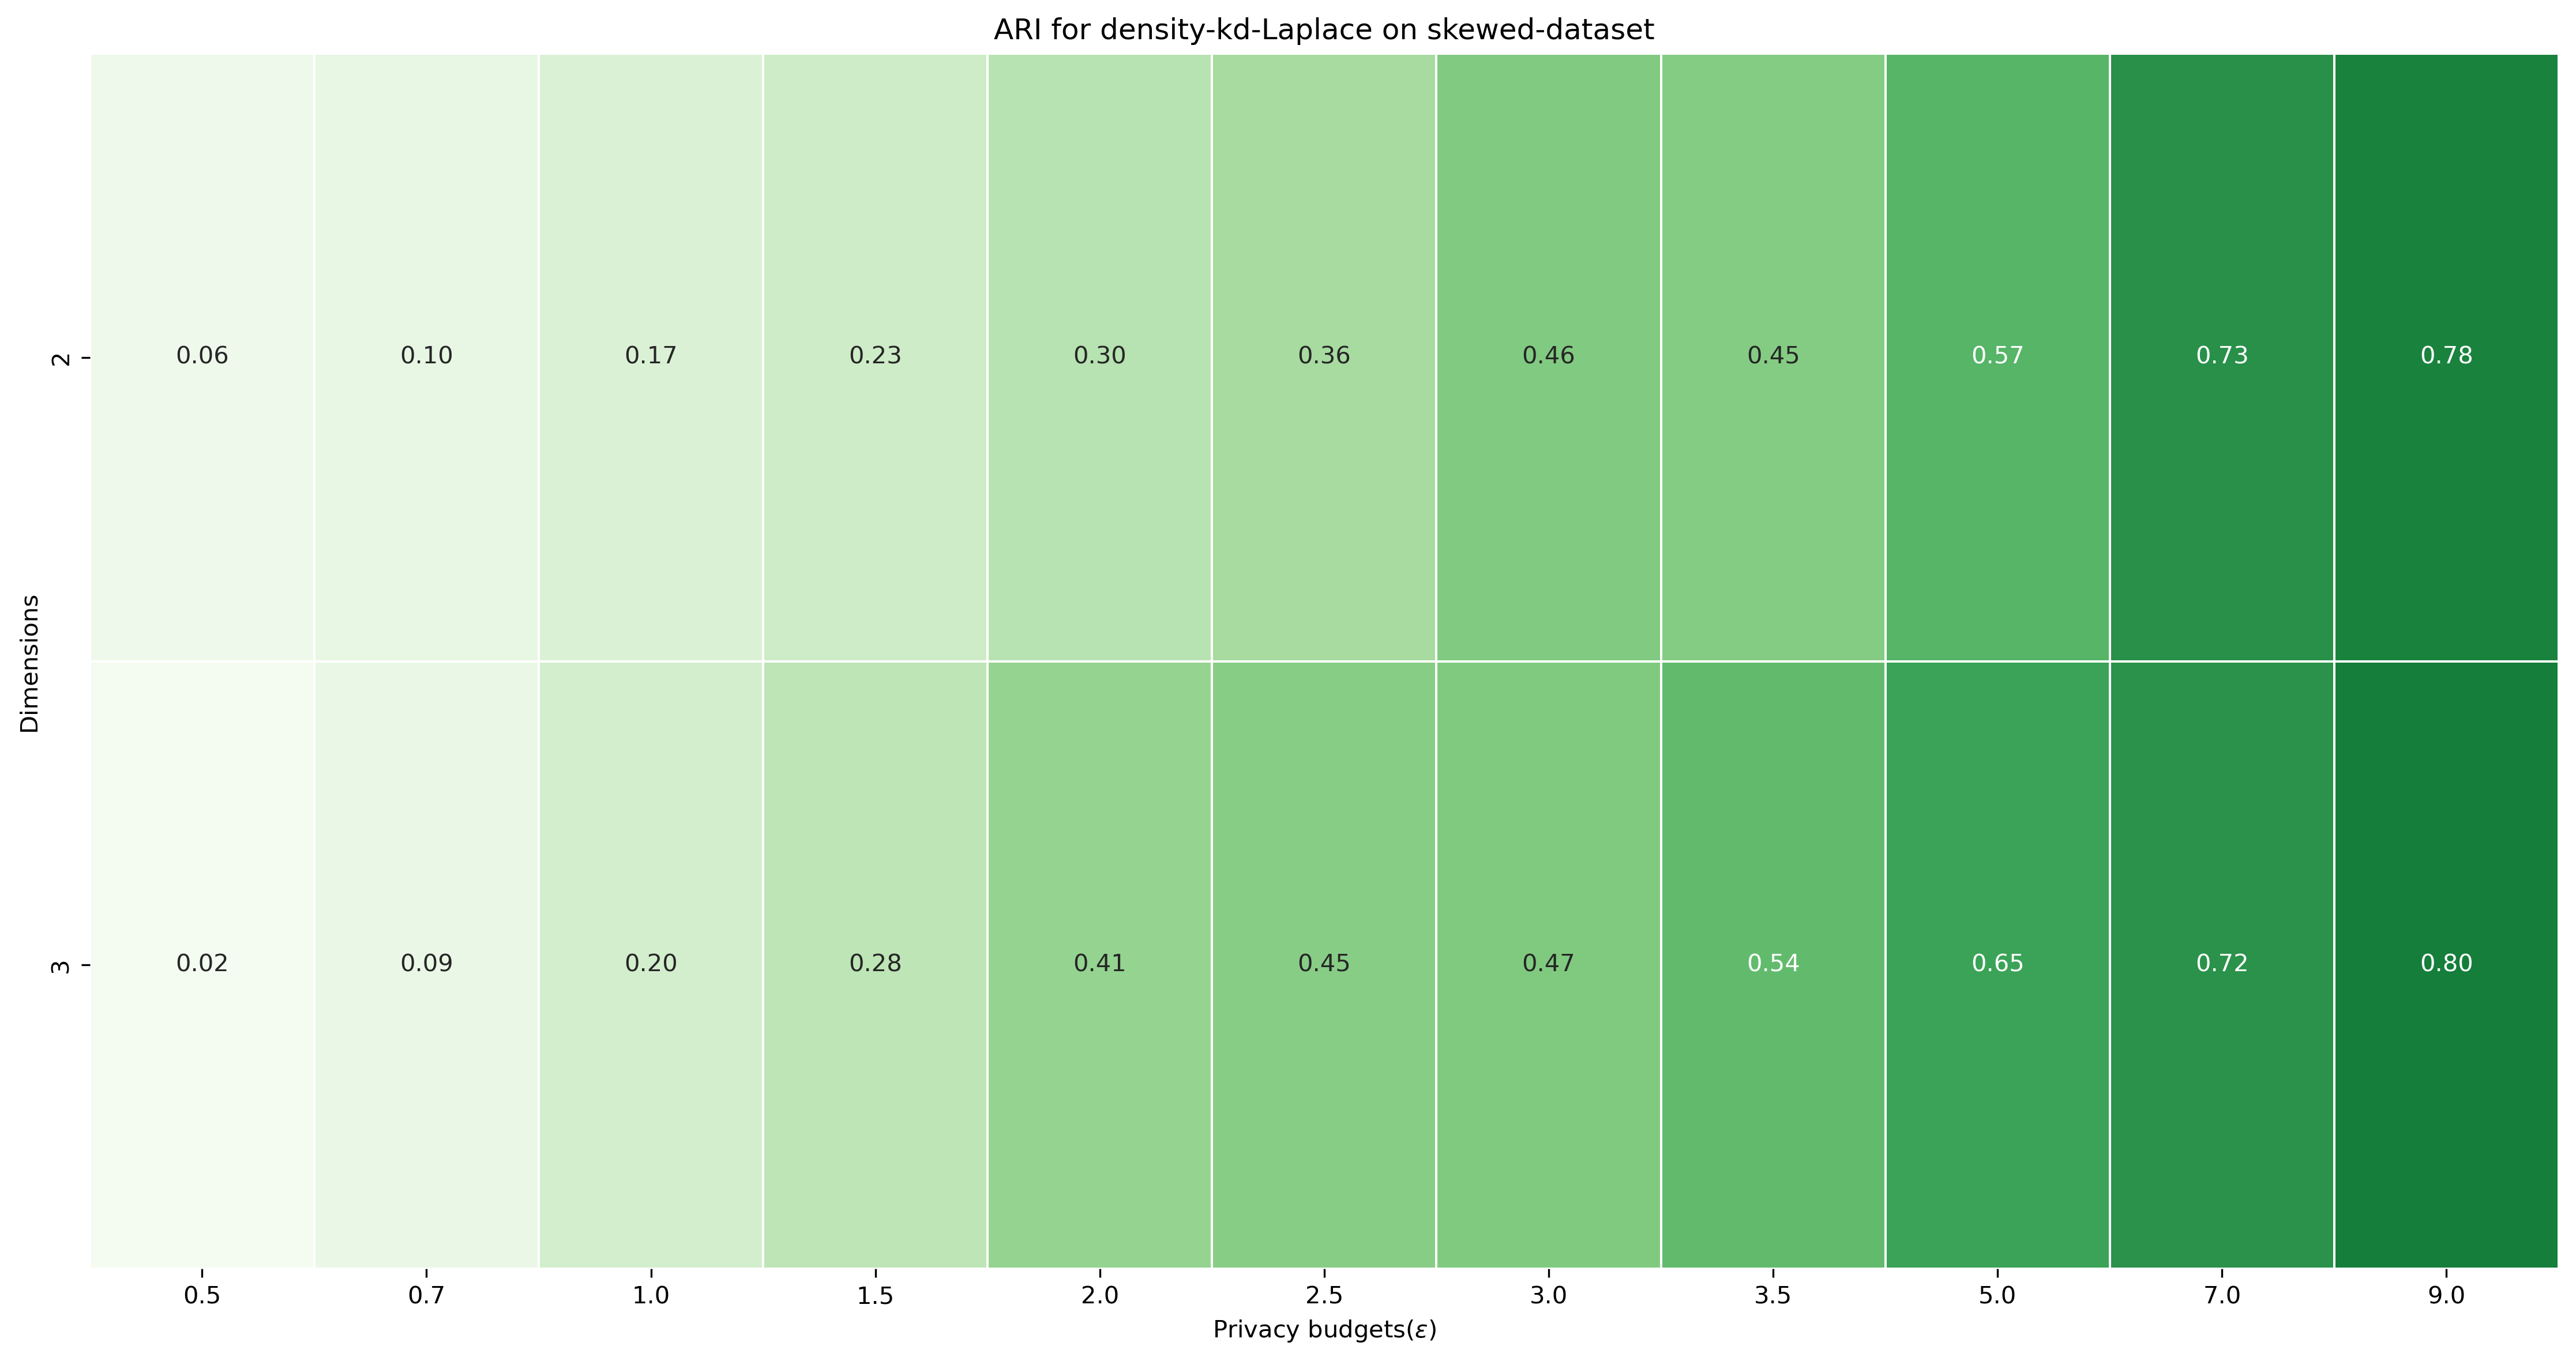 ARI for density-kd-Laplace on skewed-dataset
Dimensions
2
0.06 0.10 0.17 0.23 0.30 0.36 0.46 0.45 0.57 0.73 0.78
3
0.02 0.09 0.20 0.28 0.41 0.45 0.47 0.54 0.65 0.72 0.80
0.5 0.7 1.0 1.5 2.0 2.5 3.0 3.5 5.0 7.0 9.0
Privacy budgets(ε)